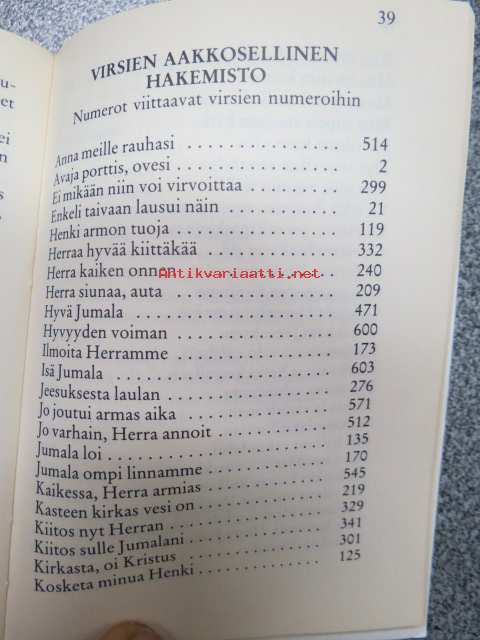 u-
et
ei
n
s
39
VIRSIEN AAKKOSELLINEN
HAKEMISTO
Numerot viittaavat virsien numeroihin
Anna meille rauhasi . . . . . . . . . . . . 514
Avaja porttis, ovesi . . . . . . . . . . . . 2
Ei mikään niin voi virvoittaa . . . . . . . 299
Enkeli taivaan lausui näin . . . . . . . . 21
Henki armon tuoja . . . . . . . . . . . . 119
Herraa hyvää kiittäkää . . . . . . . . . . 332
Herra kaiken 240
Antikvariaatti.net
Herra siunaa, auta . . . . . . . . . . . . 209
Hyvä Jumala . . . . . . . . . . . . . . . 471
Hyvyyden voiman . . . . . . . . . . . . 600
Ilmoita Herramme . . . . . . . . . . . . 173
Isä Jumala . . . . . . . . . . . . . . . . 603
Jeesuksesta laulan . . . . . . . . . . . . 276
Jo joutui armas aika . . . . . . . . . . . 571
Jo varhain, Herra annoit . . . . . . . . . 512
Jumala loi . . . . . . . . . . . . . . . . 135
Jumala ompi linnamme . . . . . . . . . . 170
Kaikessa, Herra armias . . . . . . . . . . 545
Kasteen kirkas vesi on . . . . . . . . . . 219
Kiitos nyt Herran . . . . . . . . . . . . 329
Kiitos sulle Jumalani . . . . . . . . . . . 341
Kirkasta, oi Kristus . . . . . . . . . . . 301
Kosketa minua Henki . . . . . . . . . . . 125